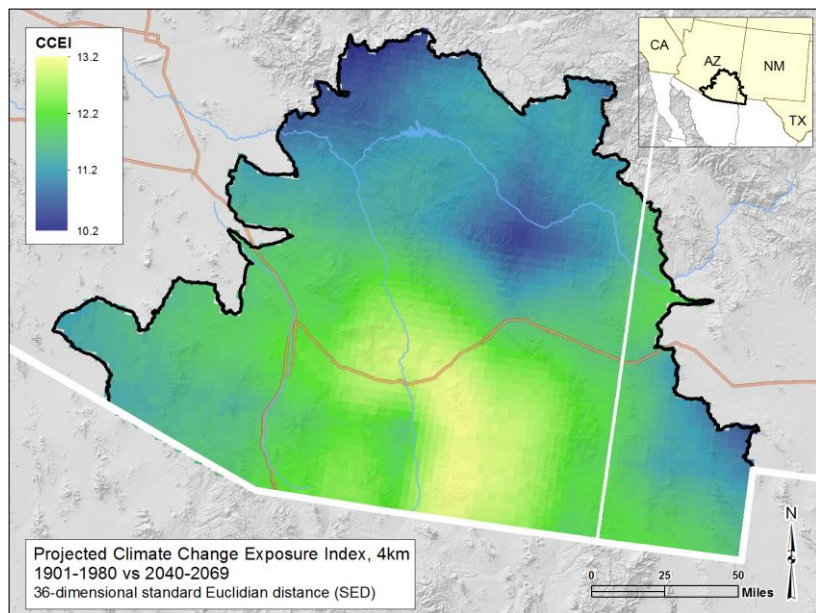 CCEI
13.2
12.2
11.2
10.2
CA
AZ
NM
TX
Projected Climate Change Exposure Index, 4km
1901-1980 vs 2040-2069
36-dimensional standard Euclidian distance (SED)
N
0 25 50
Miles